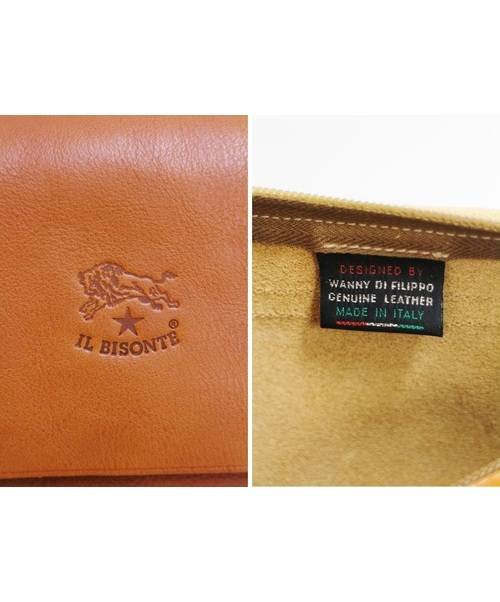 IL BISONTE®
DESIGNED BY
WANNY DI FILIPPO
GENUINE LEATHER
MADE IN ITALY